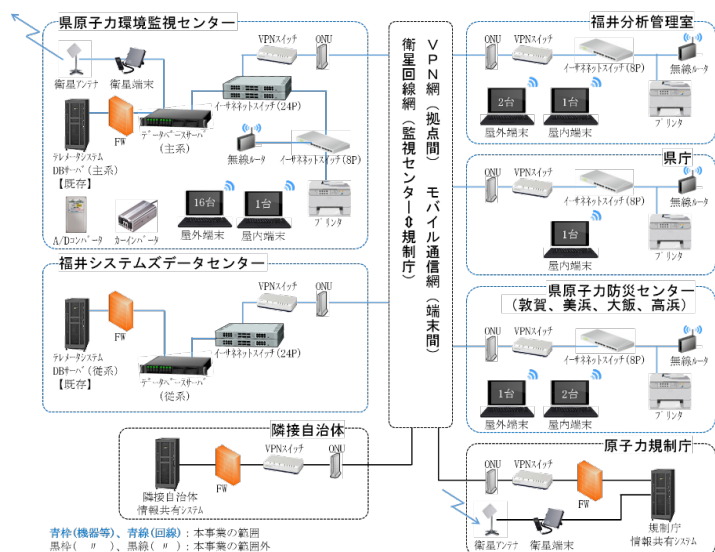 県原子力環境監視センター
VPNスイッチ
ONU
衛星アンテナ
衛星端末
イーサネットスイッチ(24P)
FW
データベースサーバ
(主系)
テレメータシステム
DBサーバ(主系)
【既存】
無線ルータ
イーサネットスイッチ(8P)
16台
1台
A/Dコンバータ
カーインバータ
屋外端末
屋内端末
プリンタ
福井システムズデータセンター
VPNスイッチ
ONU
FW
イーサネットスイッチ(24P)
テレメータシステム
DBサーバ(従系)
【既存】
データベースサーバ
(従系)
隣接自治体
VPNスイッチ
ONU
FW
隣接自治体
情報共有システム
青枠(機器等)、青線(回線):本事業の範囲
黒枠( 〃 )、黒線( 〃 ):本事業の範囲外
VPN網(拠点間) モバイル通信網(端末間)
衛星回線網(監視センター⇔規制庁)
福井分析管理室
ONU
VPNスイッチ
イーサネットスイッチ(8P)
無線ルータ
2台
1台
屋外端末
屋内端末
プリンタ
県庁
ONU
VPNスイッチ
イーサネットスイッチ(8P)
無線ルータ
1台
屋内端末
プリンタ
県原子力防災センター
(敦賀、美浜、大飯、高浜)
ONU
VPNスイッチ
イーサネットスイッチ(8P)
無線ルータ
1台
2台
屋外端末
屋内端末
プリンタ
原子力規制庁
ONU
VPNスイッチ
FW
衛星アンテナ
衛星端末
規制庁
情報共有システム